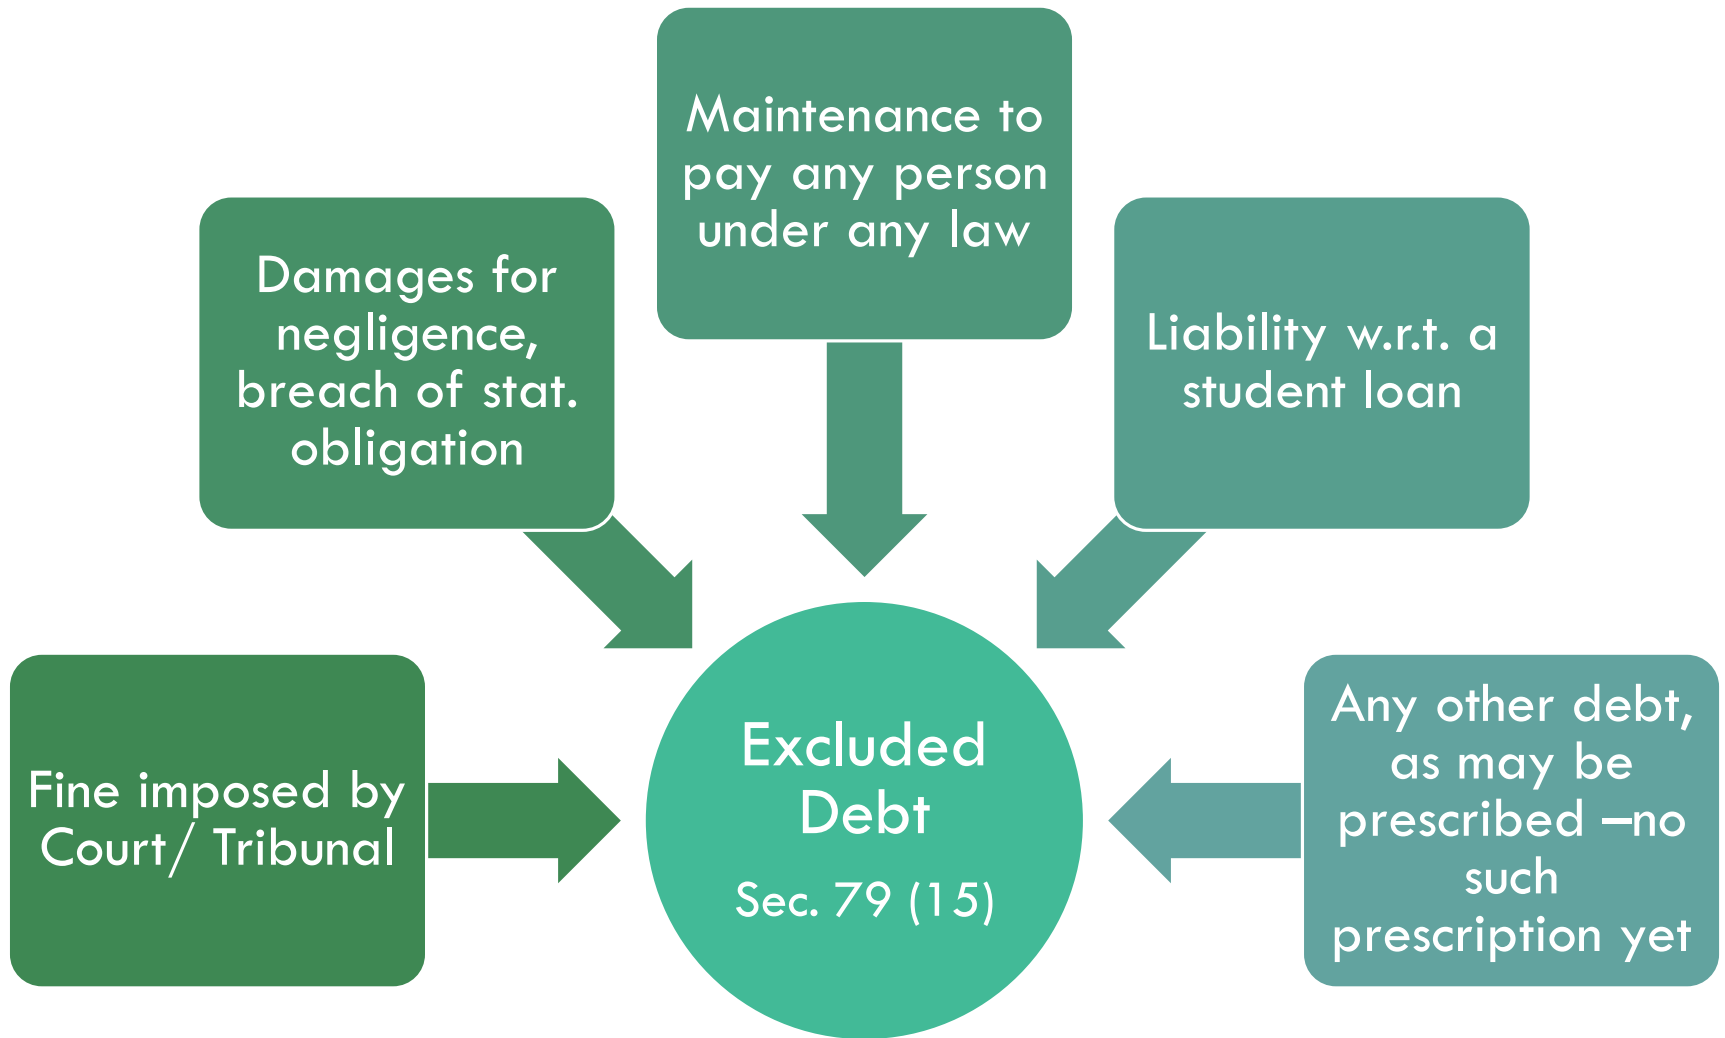 Maintenance to
pay any person
under any law
Damages for
negligence,
breach of stat.
obligation
Liability w.r.t. a
student loan
Fine imposed by
Court/ Tribunal
Excluded
Debt
Sec. 79 (15)
Any other debt,
as may be
prescribed –no
such
prescription yet